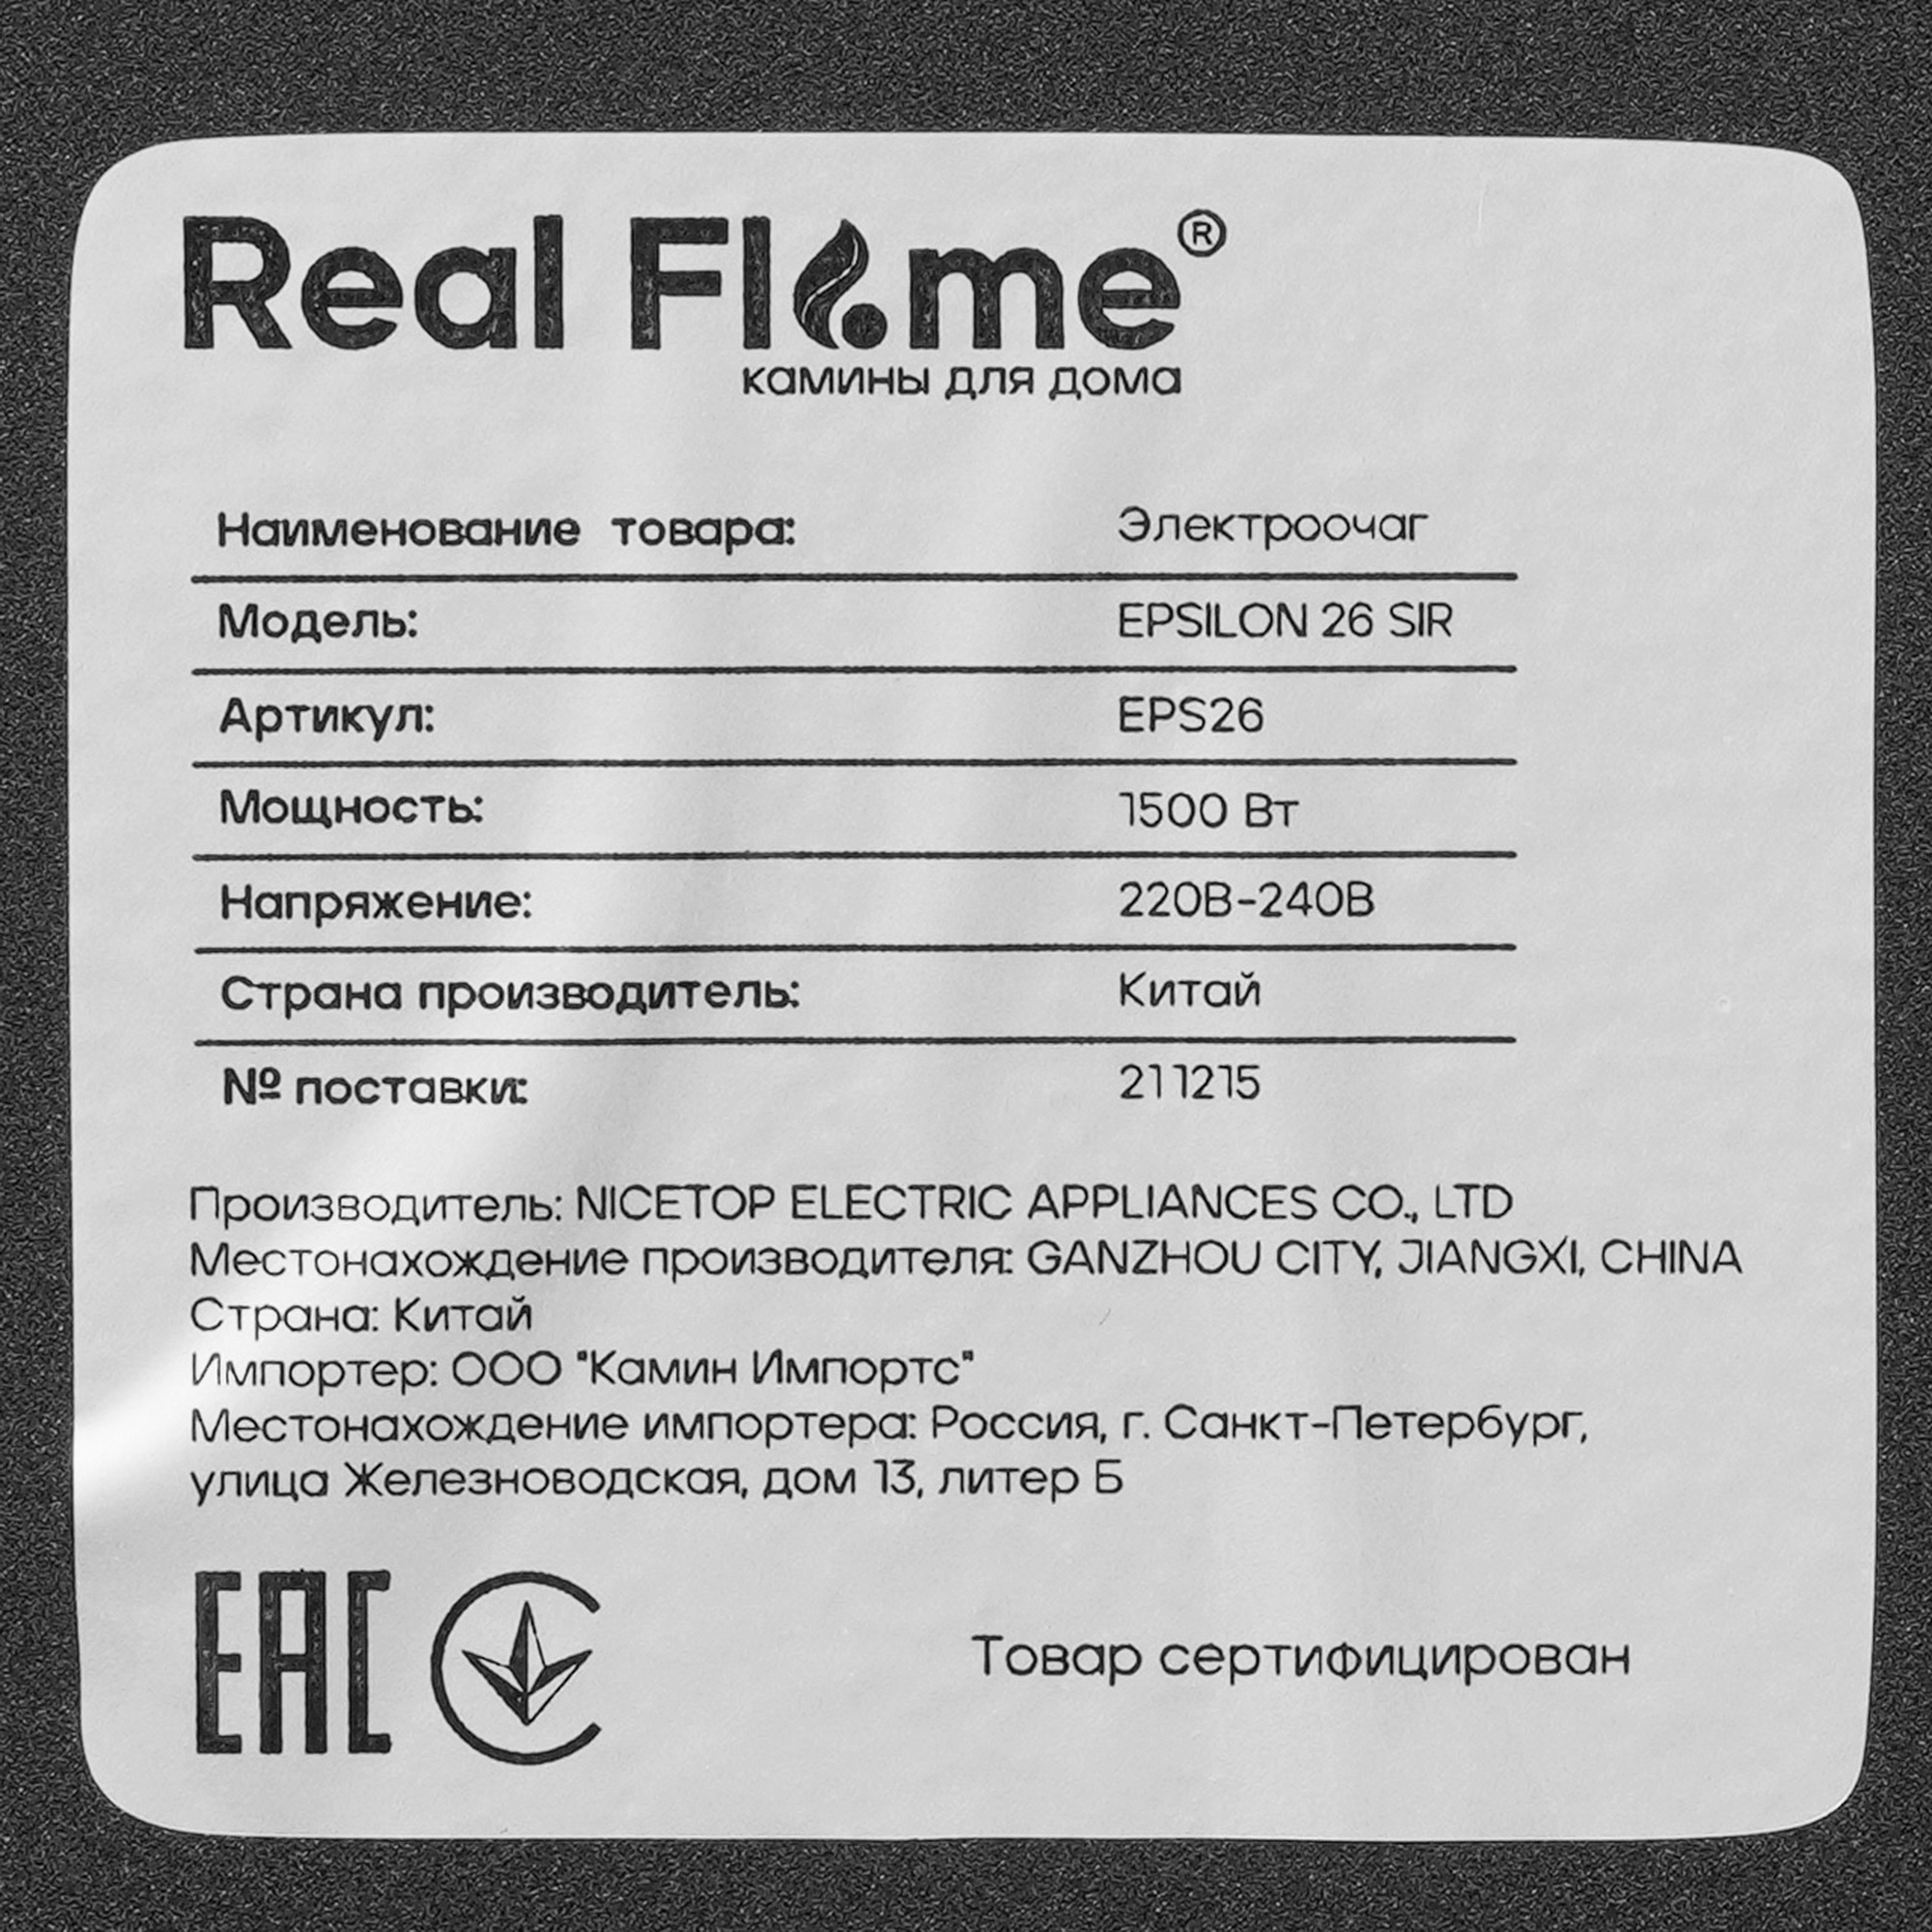 Real Flame®
камины для дома
Наименование товара: Электроочаг
Модель: EPSILON 26 SIR
Артикул: EPS26
Мощность: 1500 Вт
Напряжение: 220В-240В
Страна производитель: Китай
№ поставки: 211215
Производитель: NICETOP ELECTRIC APPLIANCES CO., LTD
Местонахождение производителя: GANZHOU CITY, JIANGXI, CHINA
Страна: Китай
Импортер: ООО "Камин Импортс"
Местонахождение импортера: Россия, г. Санкт-Петербург,
улица Железноводская, дом 13, литер Б
EAC
Товар сертифицирован